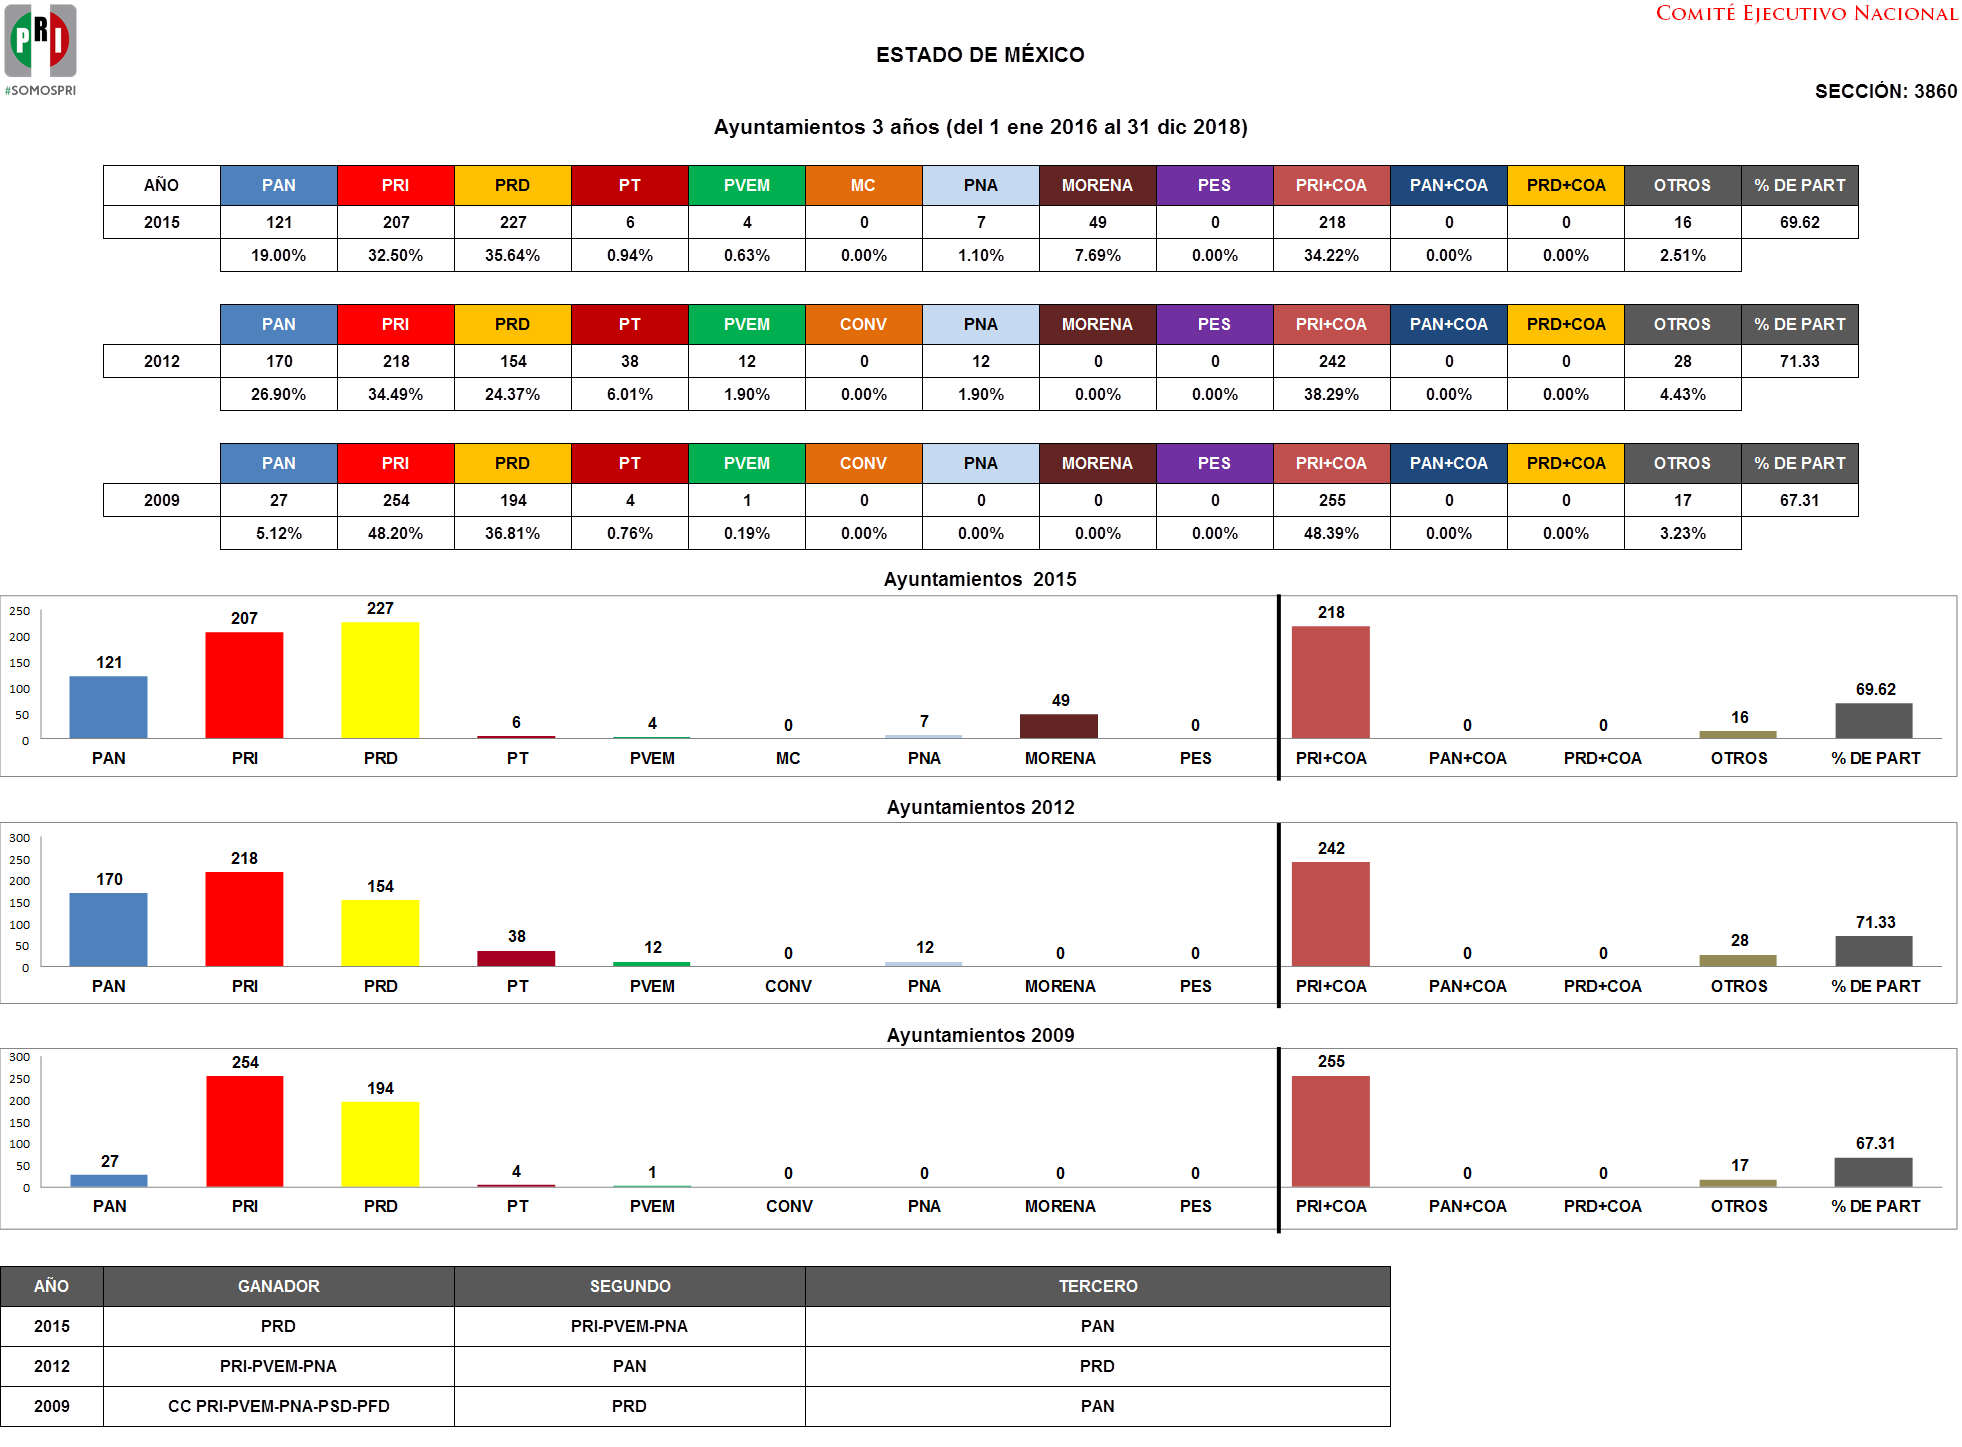 PRI
#SOMOSPRI
COMITÉ EJECUTIVO NACIONAL
ESTADO DE MÉXICO
SECCIÓN: 3860
Ayuntamientos 3 años (del 1 ene 2016 al 31 dic 2018)
AÑO PAN PRI PRD PT PVEM MC PNA MORENA PES PRI+COA PAN+COA PRD+COA OTROS % DE PART
2015 121 207 227 6 4 0 7 49 0 218 0 0 16 69.62
19.00% 32.50% 35.64% 0.94% 0.63% 0.00% 1.10% 7.69% 0.00% 34.22% 0.00% 0.00% 2.51%
PAN PRI PRD PT PVEM CONV PNA MORENA PES PRI+COA PAN+COA PRD+COA OTROS % DE PART
2012 170 218 154 38 12 0 12 0 0 242 0 0 28 71.33
26.90% 34.49% 24.37% 6.01% 1.90% 0.00% 1.90% 0.00% 0.00% 38.29% 0.00% 0.00% 4.43%
PAN PRI PRD PT PVEM CONV PNA MORENA PES PRI+COA PAN+COA PRD+COA OTROS % DE PART
2009 27 254 194 4 1 0 0 0 0 255 0 0 17 67.31
5.12% 48.20% 36.81% 0.76% 0.19% 0.00% 0.00% 0.00% 0.00% 48.39% 0.00% 0.00% 3.23%
Ayuntamientos 2015
250
200
150
100
50
0
121 207 227 6 4 0 7 49 0 218 0 0 16 69.62
PAN PRI PRD PT PVEM MC PNA MORENA PES PRI+COA PAN+COA PRD+COA OTROS % DE PART
Ayuntamientos 2012
300
250
200
150
100
50
0
170 218 154 38 12 0 12 0 0 242 0 0 28 71.33
PAN PRI PRD PT PVEM CONV PNA MORENA PES PRI+COA PAN+COA PRD+COA OTROS % DE PART
Ayuntamientos 2009
300
250
200
150
100
50
0
27 254 194 4 1 0 0 0 0 255 0 0 17 67.31
PAN PRI PRD PT PVEM CONV PNA MORENA PES PRI+COA PAN+COA PRD+COA OTROS % DE PART
AÑO GANADOR SEGUNDO TERCERO
2015 PRD PRI-PVEM-PNA PAN
2012 PRI-PVEM-PNA PAN PRD
2009 CC PRI-PVEM-PNA-PSD-PFD PRD PAN